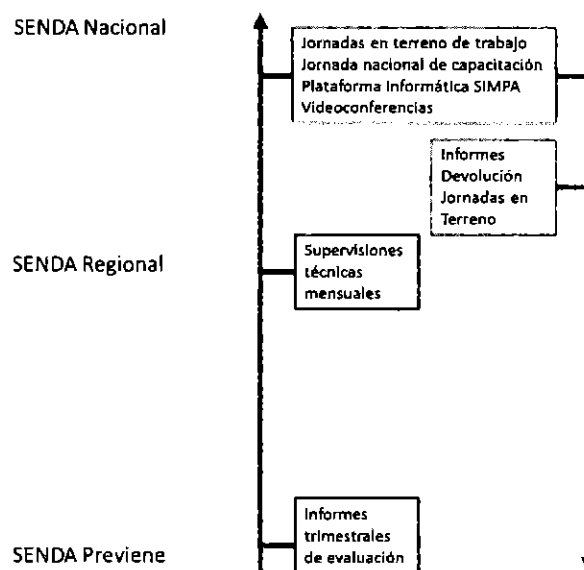 SENDA Nacional
Jornadas en terreno de trabajo
Jornada nacional de capacitación
Plataforma Informática SIMPA
Videoconferencias
Informes
Devolución
Jornadas en
Terreno
SENDA Regional
Supervisiones
técnicas
mensuales
Informes
trimestrales
de evaluación
SENDA Previene